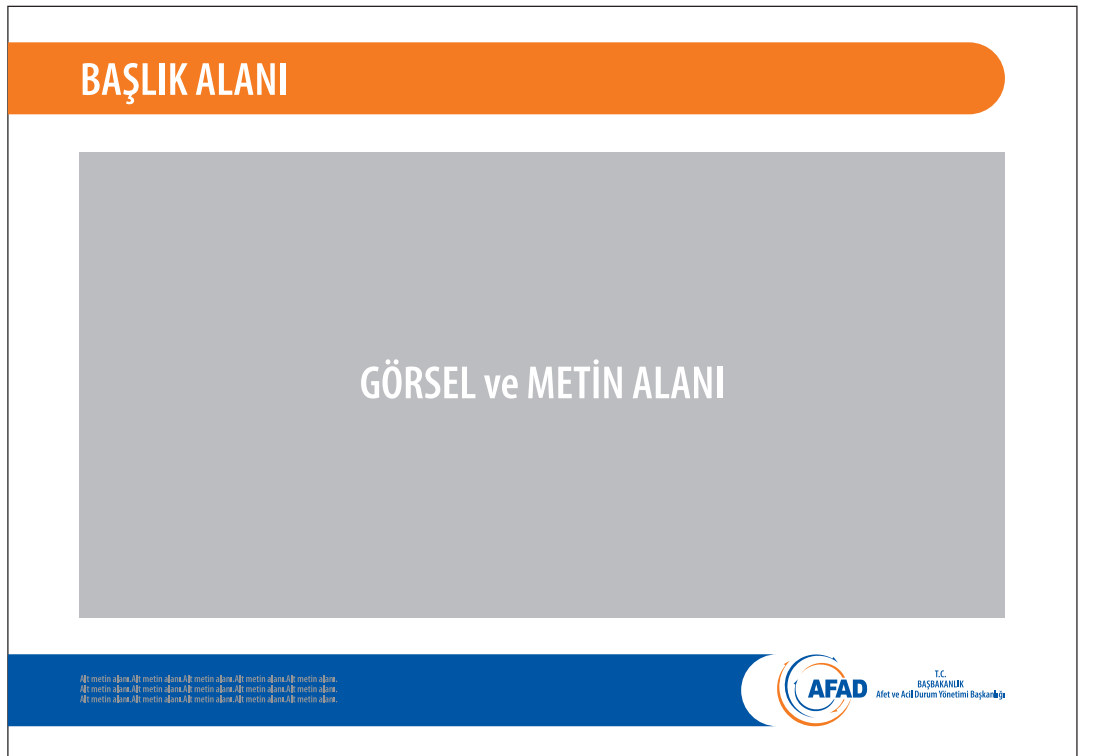 BAŞLIK ALANI
GÖRSEL ve METİN ALANI
Alt metin alanı.Alt metin alanı.Alt metin alanı.Alt metin alanı.Alt metin alanı.
Alt metin alanı.Alt metin alanı.Alt metin alanı.Alt metin alanı.Alt metin alanı.
Alt metin alanı.Alt metin alanı.Alt metin alanı.Alt metin alanı.Alt metin alanı.
AFAD
T.C.
BAŞBAKANLIK
Afet ve Acil Durum Yönetimi Başkanlığı